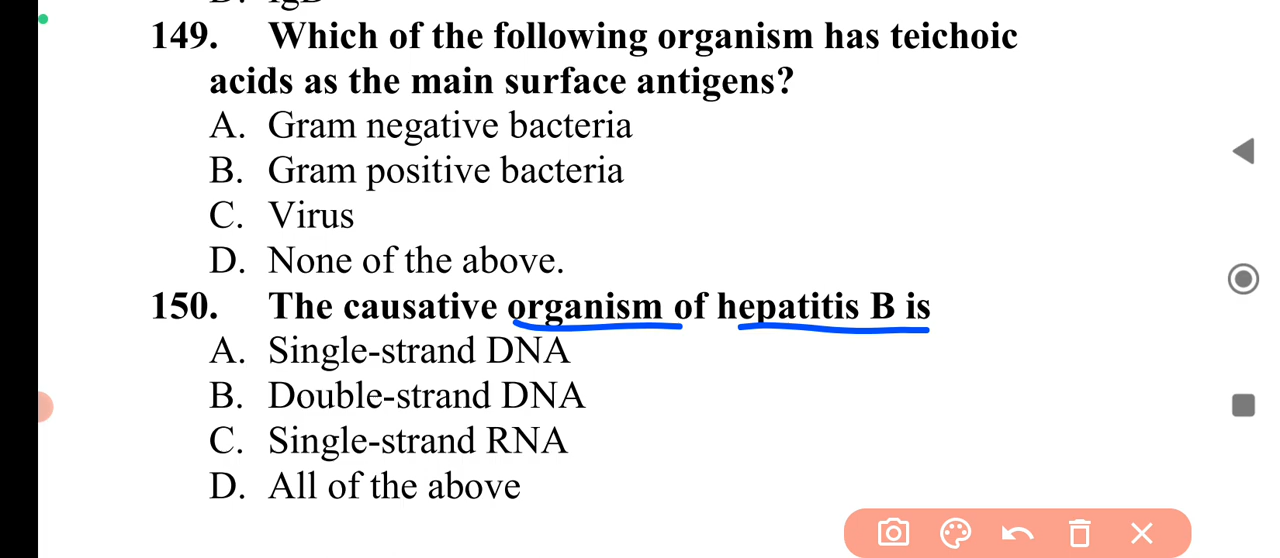 149. Which of the following organism has teichoic
acids as the main surface antigens?
A. Gram negative bacteria
B. Gram positive bacteria
C. Virus
D. None of the above.
150. The causative organism of hepatitis B is
A. Single-strand DNA
B. Double-strand DNA
C. Single-strand RNA
D. All of the above